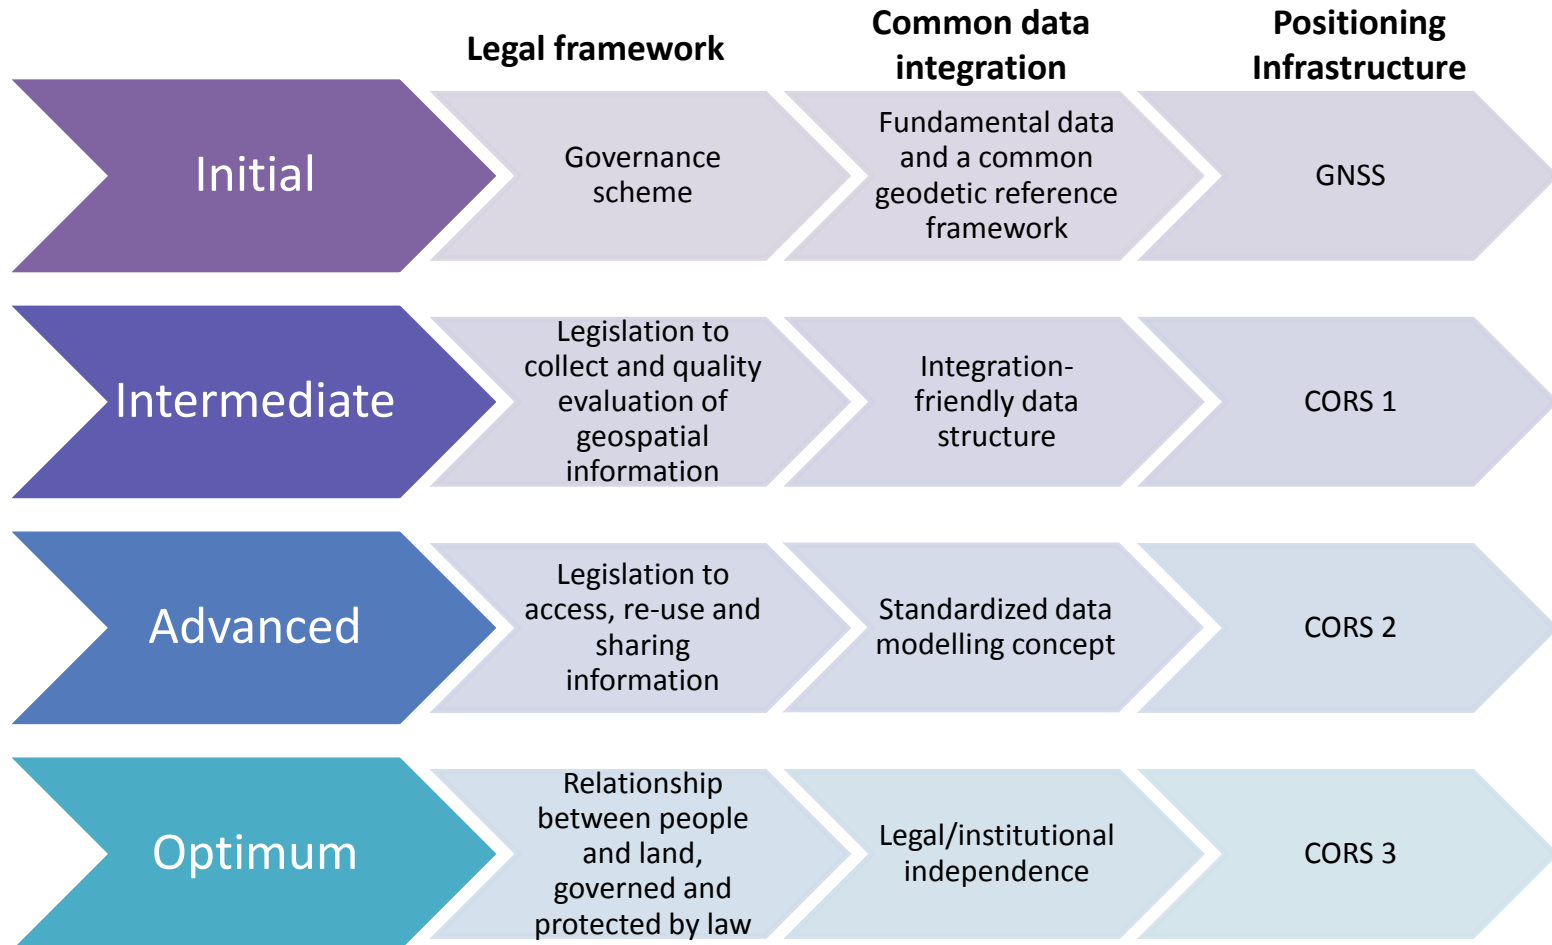 Legal framework
Common data
integration
Positioning
Infrastructure
Initial
Governance
scheme
Fundamental data
and a common
geodetic reference
framework
GNSS
Intermediate
Legislation to
collect and quality
evaluation of
geospatial
information
Integration-
friendly data
structure
CORS 1
Advanced
Legislation to
access, re-use and
sharing
information
Standardized data
modelling concept
CORS 2
Optimum
Relationship
between people
and land,
governed and
protected by law
Legal/institutional
independence
CORS 3